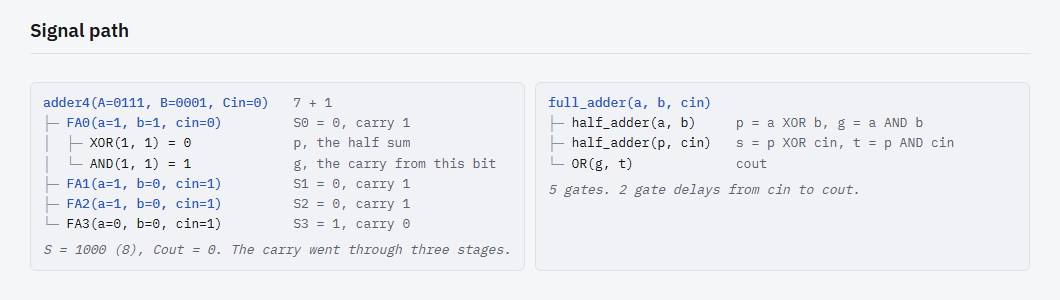 Signal path
adder4(A=0111, B=0001, Cin=0)   7 + 1
├─ FA0(a=1, b=1, cin=0)         S0 = 0, carry 1
│  ├─ XOR(1, 1) = 0             p, the half sum
│  └─ AND(1, 1) = 1             g, the carry from this bit
├─ FA1(a=1, b=0, cin=1)         S1 = 0, carry 1
├─ FA2(a=1, b=0, cin=1)         S2 = 0, carry 1
└─ FA3(a=0, b=0, cin=1)         S3 = 1, carry 0
S = 1000 (8), Cout = 0. The carry went through three stages.
full_adder(a, b, cin)
├─ half_adder(a, b)     p = a XOR b, g = a AND b
├─ half_adder(p, cin)   s = p XOR cin, t = p AND cin
└─ OR(g, t)             cout
5 gates. 2 gate delays from cin to cout.